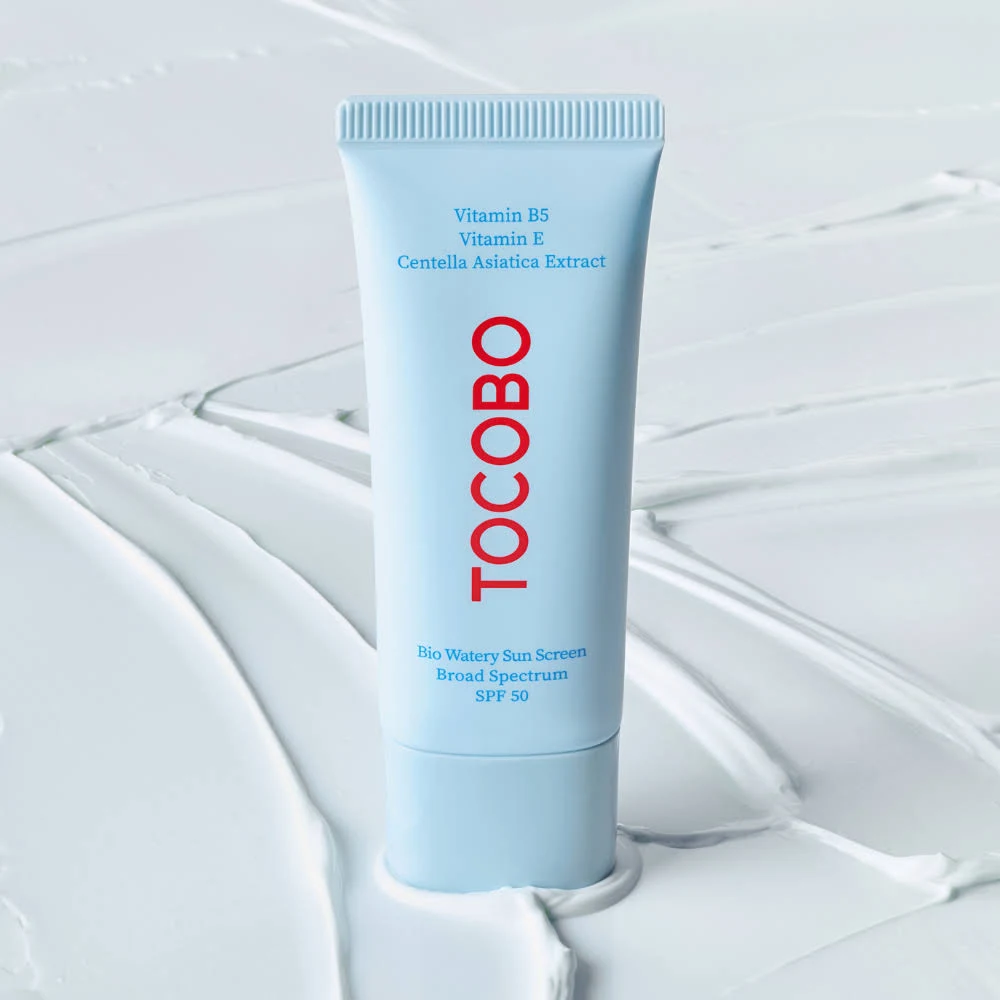 Vitamin B5
Vitamin E
Centella Asiatica Extract
TOCOBO
Bio Watery Sun Screen
Broad Spectrum
SPF 50